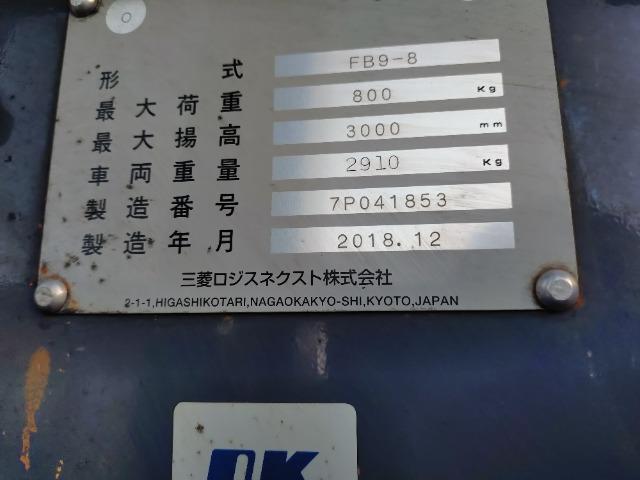 形式 FB9-8
最大荷重 800 Kg
最大揚高 3000 mm
車両重量 2910 Kg
製造番号 7P041853
製造年月 2018.12
三菱ロジスネクスト株式会社
2-1-1,HIGASHIKOTARI,NAGAOKAKYO-SHI,KYOTO,JAPAN